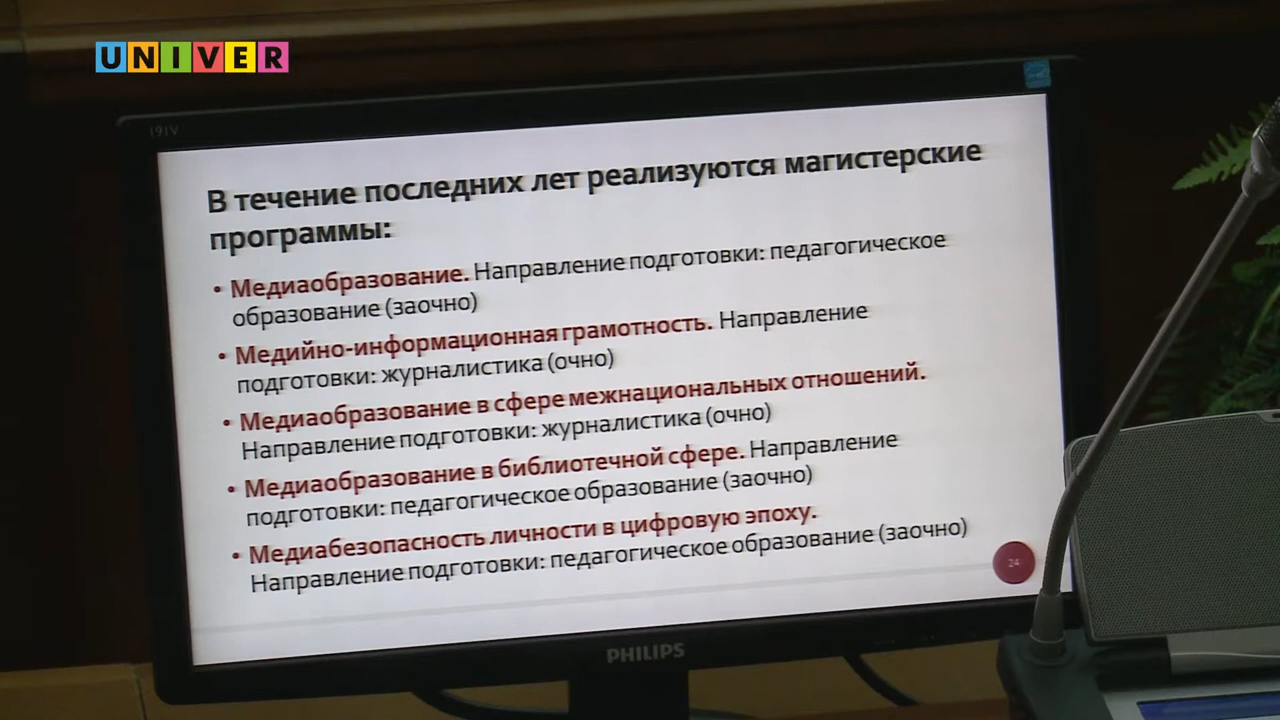 UNIVER
191V
В течение последних лет реализуются магистерские
программы:
• Медиаобразование. Направление подготовки: педагогическое
образование (заочно)
• Медийно-информационная грамотность. Направление
подготовки: журналистика (очно)
• Медиаобразование в сфере межнациональных отношений.
Направление подготовки: журналистика (очно)
• Медиаобразование в библиотечной сфере. Направление
подготовки: педагогическое образование (заочно)
• Медиабезопасность личности в цифровую эпоху.
Направление подготовки: педагогическое образование (заочно)
24
PHILIPS